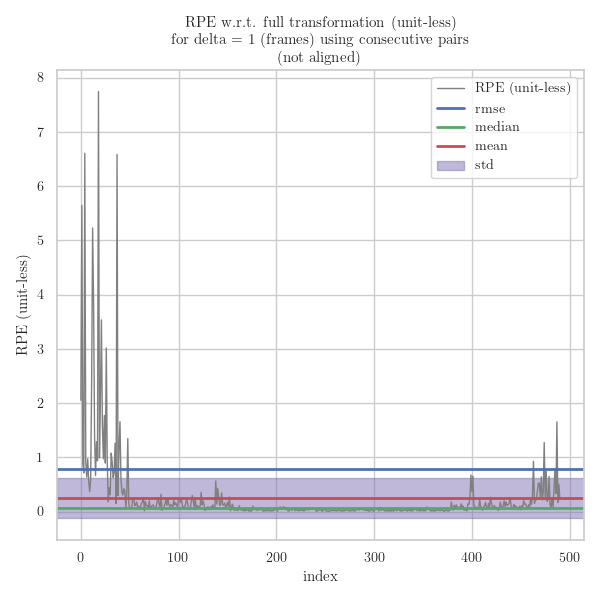 RPE w.r.t. full transformation (unit-less)
for delta = 1 (frames) using consecutive pairs
(not aligned)
RPE (unit-less)
rmse
median
mean
std
8
7
6
5
4
3
2
1
0
RPE (unit-less)
0
100
200
300
400
500
index